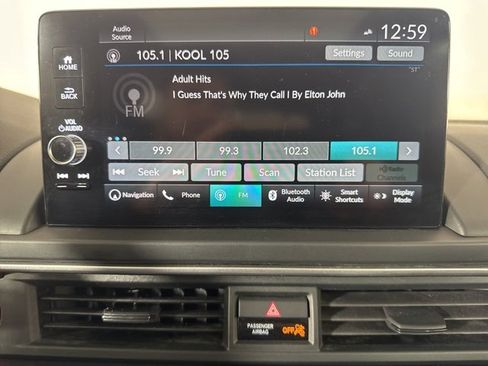 Audio
Source
12:59
HOME
BACK
VOL
AUDIO
105.1 | KOOL 105
Settings
Sound
"ST"
FM
Adult Hits
I Guess That's Why They Call I By Elton John
99.9
99.3
102.3
105.1
Seek
Tune
Scan
Station List
Radio
Channels
Navigation
Phone
FM
Bluetooth
Audio
Smart
Shortcuts
Display
Mode
PASSENGER
AIRBAG
OFF